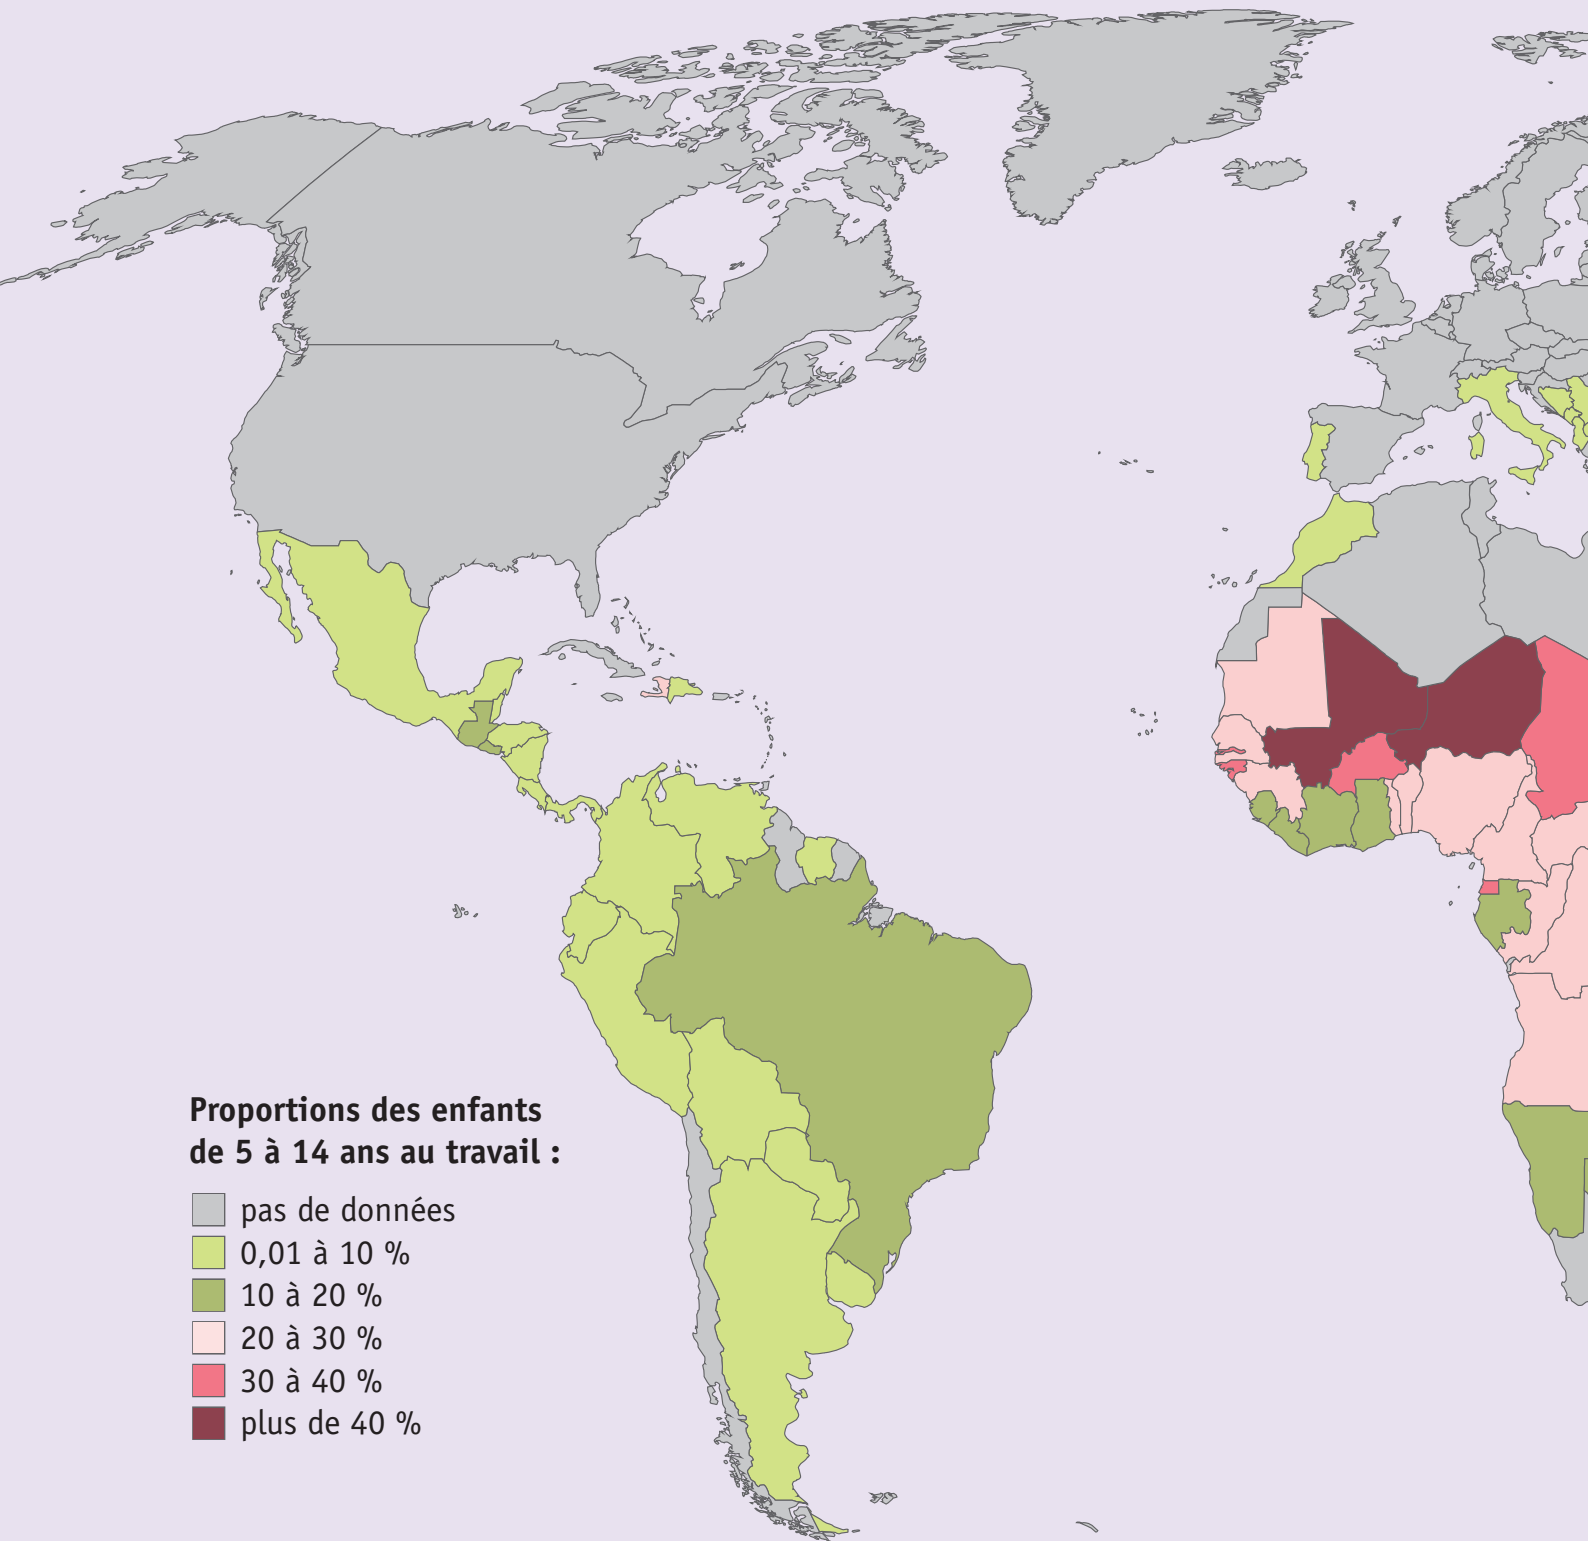 Proportions des enfants
de 5 à 14 ans au travail :
pas de données
0,01 à 10 %
10 à 20 %
20 à 30 %
30 à 40 %
plus de 40 %